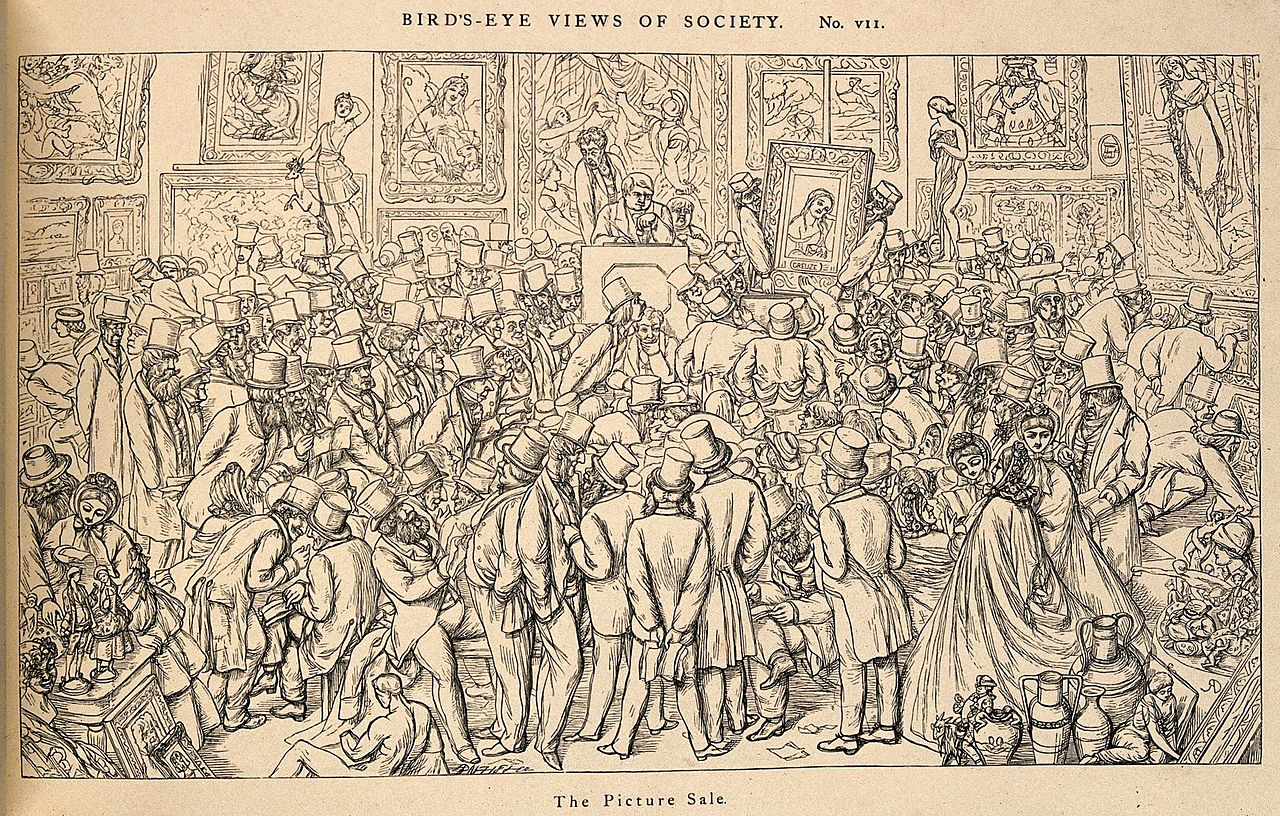 BIRD'S-EYE VIEWS OF SOCIETY. No. VII.
GREUZE
The Picture Sale.